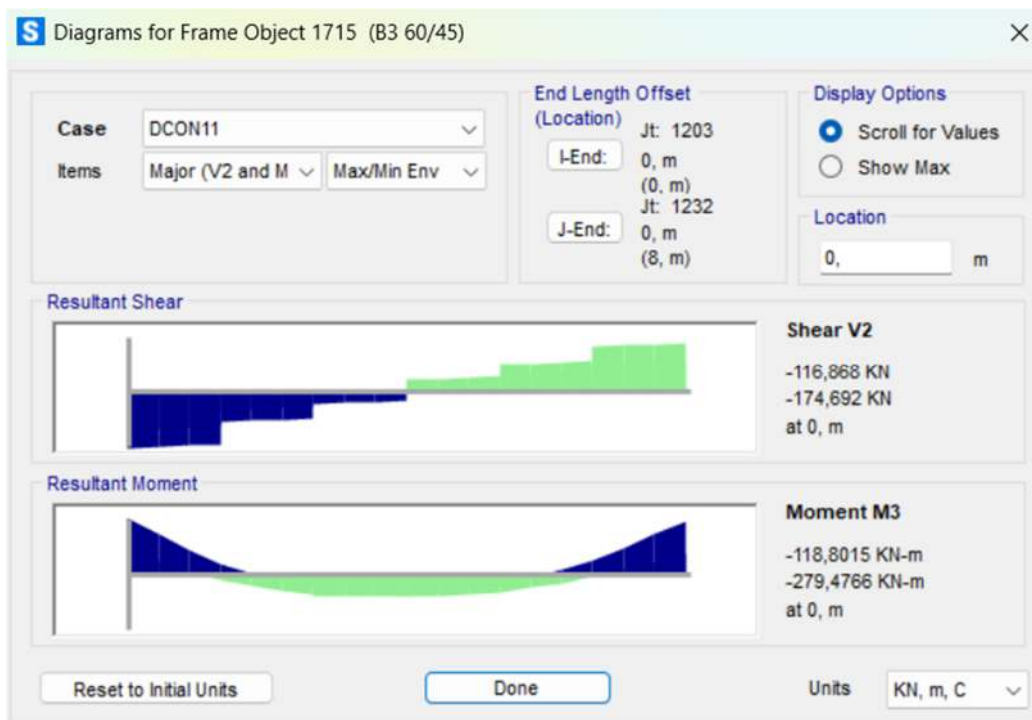 S Diagrams for Frame Object 1715 (B3 60/45)
Case DCON11
Items Major (V2 and M Max/Min Env
End Length Offset
(Location)
Jt: 1203
I-End: 0, m
(0, m)
Jt: 1232
J-End: 0, m
(8, m)
Display Options
Scroll for Values
Show Max
Location
0, m
Resultant Shear
Shear V2
-116,868 KN
-174,692 KN
at 0, m
Resultant Moment
Moment M3
-118,8015 KN-m
-279,4766 KN-m
at 0, m
Reset to Initial Units Done Units KN, m, C